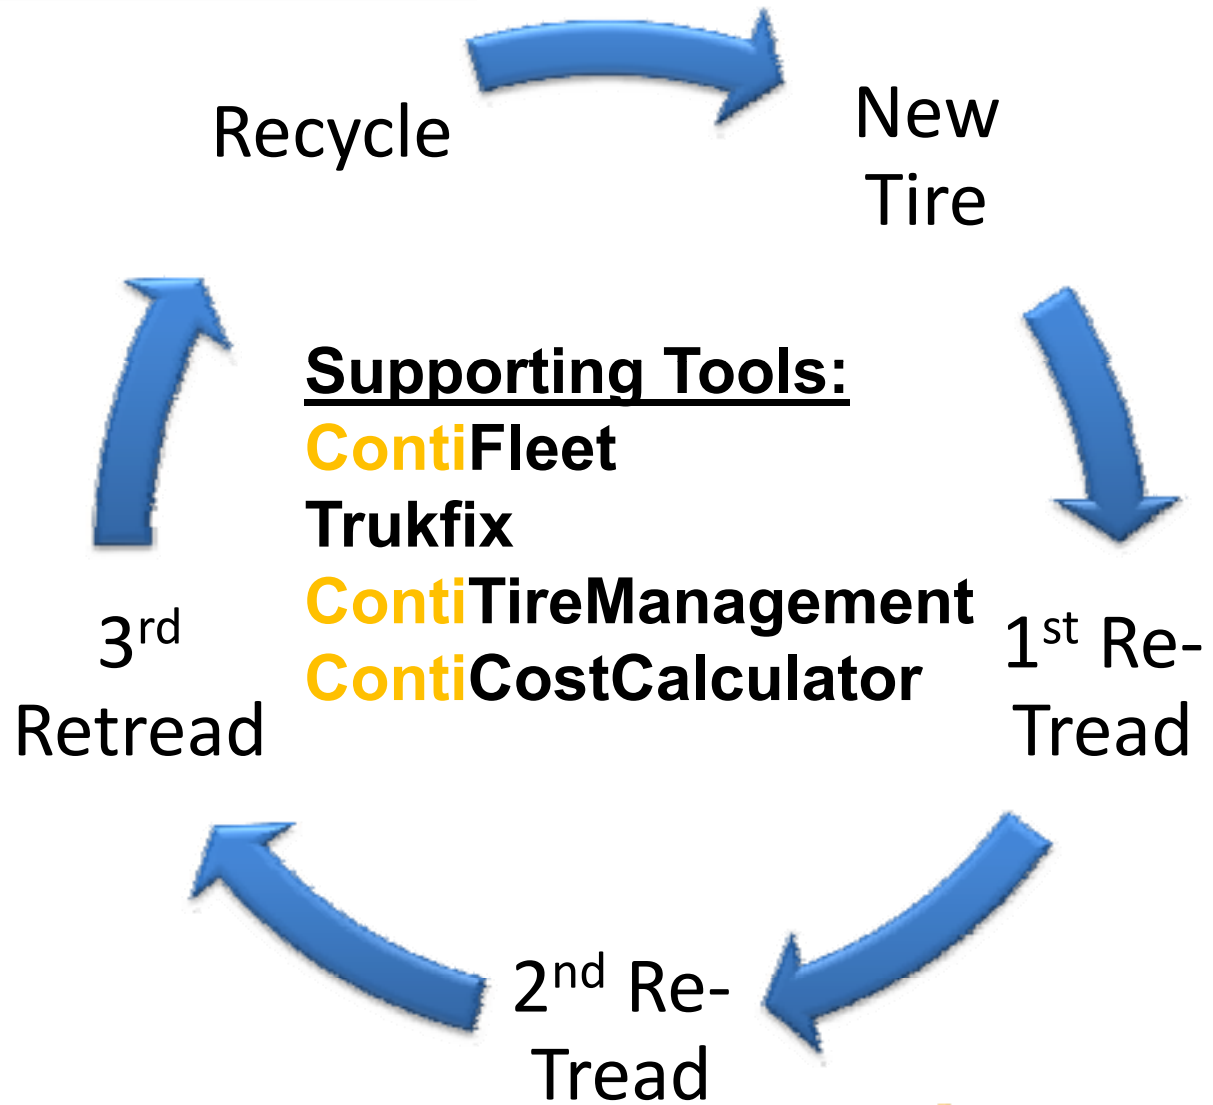 Recycle
New
Tire
Supporting Tools:
ContiFleet
Trukfix
ContiTireManagement
ContiCostCalculator
1st Re-
Tread
2nd Re-
Tread
3rd
Retread